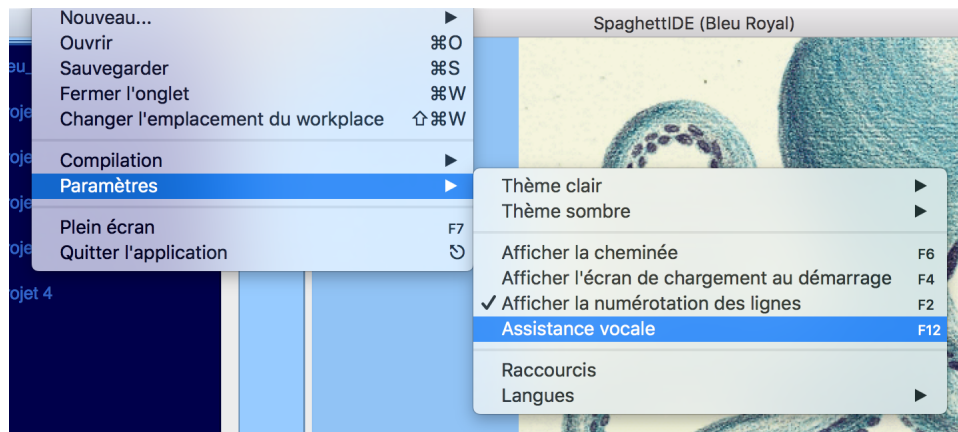 Nouveau... ▶
SpaghettIDE (Bleu Royal)
Ouvrir ⌘O
Sauvegarder ⌘S
Fermer l'onglet ⌘W
Changer l'emplacement du workplace ⇧⌘W
Compilation ▶
Paramètres ▶
Plein écran F7
Quitter l'application ⎋
ojet 4
Thème clair ▶
Thème sombre ▶
Afficher la cheminée F6
Afficher l'écran de chargement au démarrage F4
✓ Afficher la numérotation des lignes F2
Assistance vocale F12
Raccourcis
Langues ▶